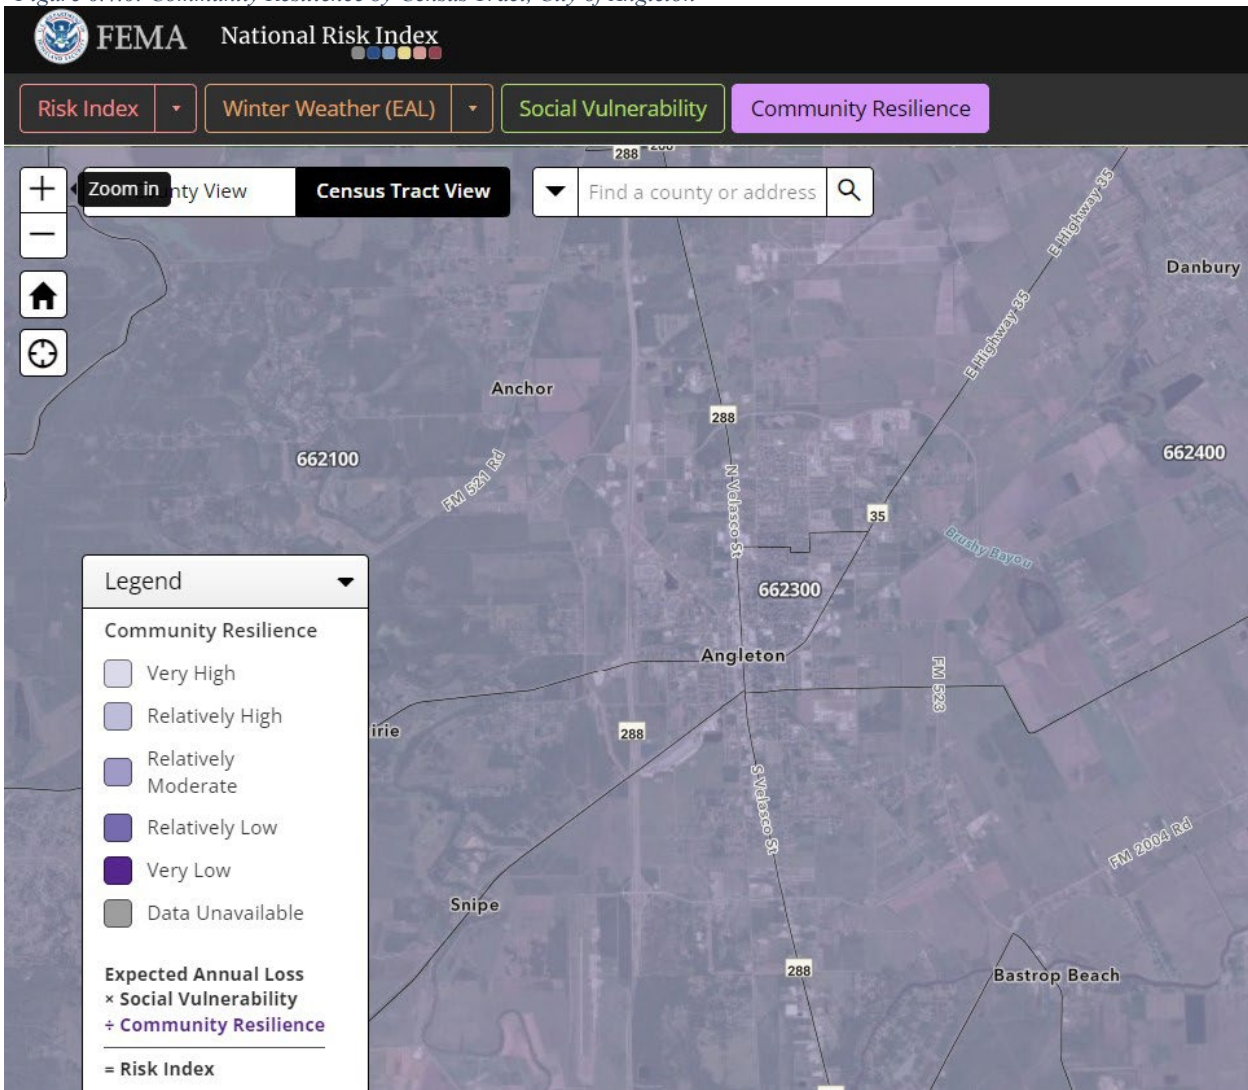 FEMA National Risk Index
Risk Index Winter Weather (EAL) Social Vulnerability Community Resilience
288
Zoom in nty View Census Tract View Find a county or address
E Highway 35
Danbury
E Highway 35
Anchor
288
662100
662400
FM 521 Rd
N Velasco St
35
Brushy Bayou
662300
Angleton
FM 523
irie
288
S Velasco St
FM 2004 Rd
Snipe
288
Bastrop Beach
Legend
Community Resilience
Very High
Relatively High
Relatively
Moderate
Relatively Low
Very Low
Data Unavailable
Expected Annual Loss
× Social Vulnerability
÷ Community Resilience
= Risk Index